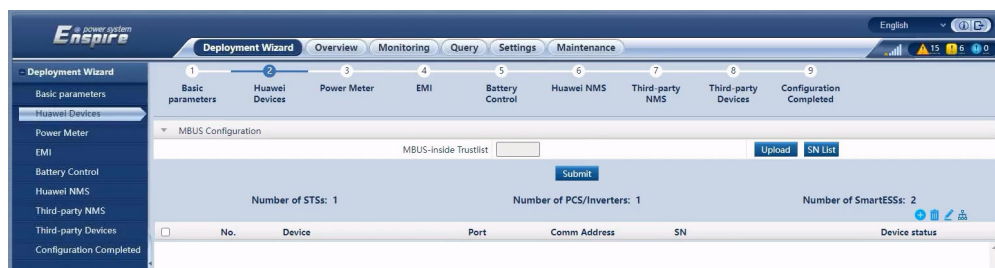 Enspire power system
English
Deployment Wizard Overview Monitoring Query Settings Maintenance
15 6 0
Deployment Wizard
Basic parameters
Huawei Devices
Power Meter
EMI
Battery Control
Huawei NMS
Third-party NMS
Third-party Devices
Configuration Completed
1 2 3 4 5 6 7 8 9
Basic parameters
Huawei Devices
Power Meter
EMI
Battery Control
Huawei NMS
Third-party NMS
Third-party Devices
Configuration Completed
MBUS Configuration
MBUS-inside Trustlist Upload SN List
Submit
Number of STSs: 1 Number of PCS/Inverters: 1 Number of SmartESSs: 2
No. Device Port Comm Address SN Device status